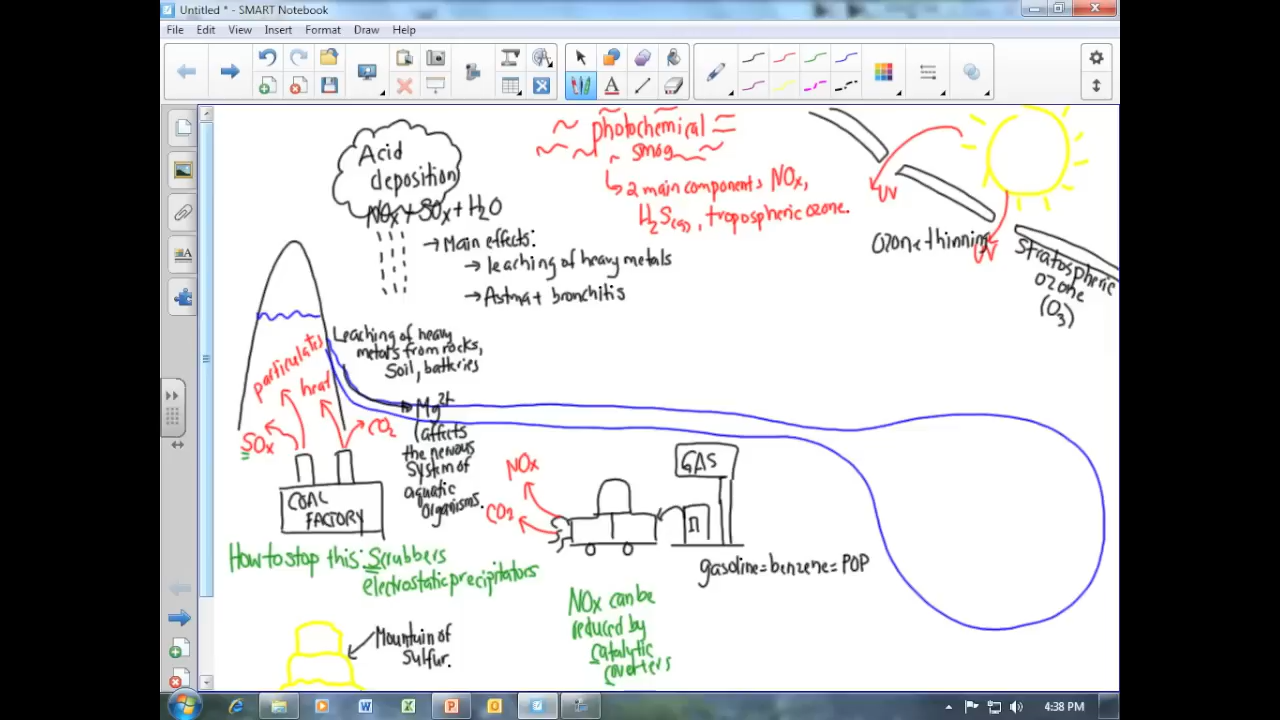 Untitled * - SMART Notebook
File Edit View Insert Format Draw Help
photochemical
smog
↳ 2 main components NOx,
H2S(g), tropospheric ozone.
Acid
deposition
NOx + SOx + H2O
→ Main effects:
→ leaching of heavy metals
→ Astma + bronchitis
UV
UV
Ozone thinning
Stratospheric
Ozone
(O3)
Leaching of heavy
metals from rocks,
Soil, battries
particulates
heat
SOx
CO2
Mg2+
(affects
the nervous
system of
aquatic
organisms.
COAL
FACTORY
NOx
CO2
GAS
gasoline = benzene = POP
How to stop this: Scrubbers
electrostatic precipitators
NOx can be
reduced by
catalytic
coverters
Mountain of
sulfur.
4:38 PM